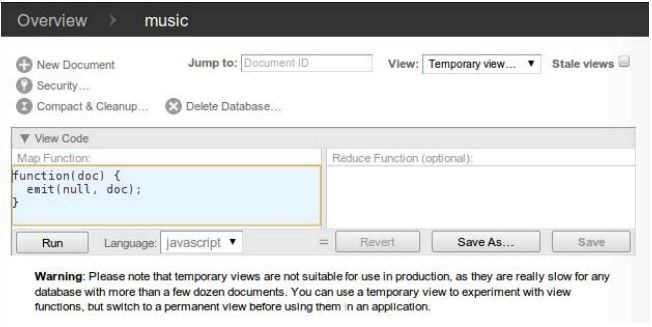 Overview > music
New Document Jump to: Document ID View: Temporary view... ▼ Stale views
Security...
Compact & Cleanup... Delete Database...
▼ View Code
Map Function: Reduce Function (optional):
function(doc) {
emit(null, doc);
}
Run Language: javascript ▼ = Revert Save As... Save
Warning: Please note that temporary views are not suitable for use in production, as they are really slow for any
database with more than a few dozen documents. You can use a temporary view to experiment with view
functions, but switch to a permanent view before using them in an application.